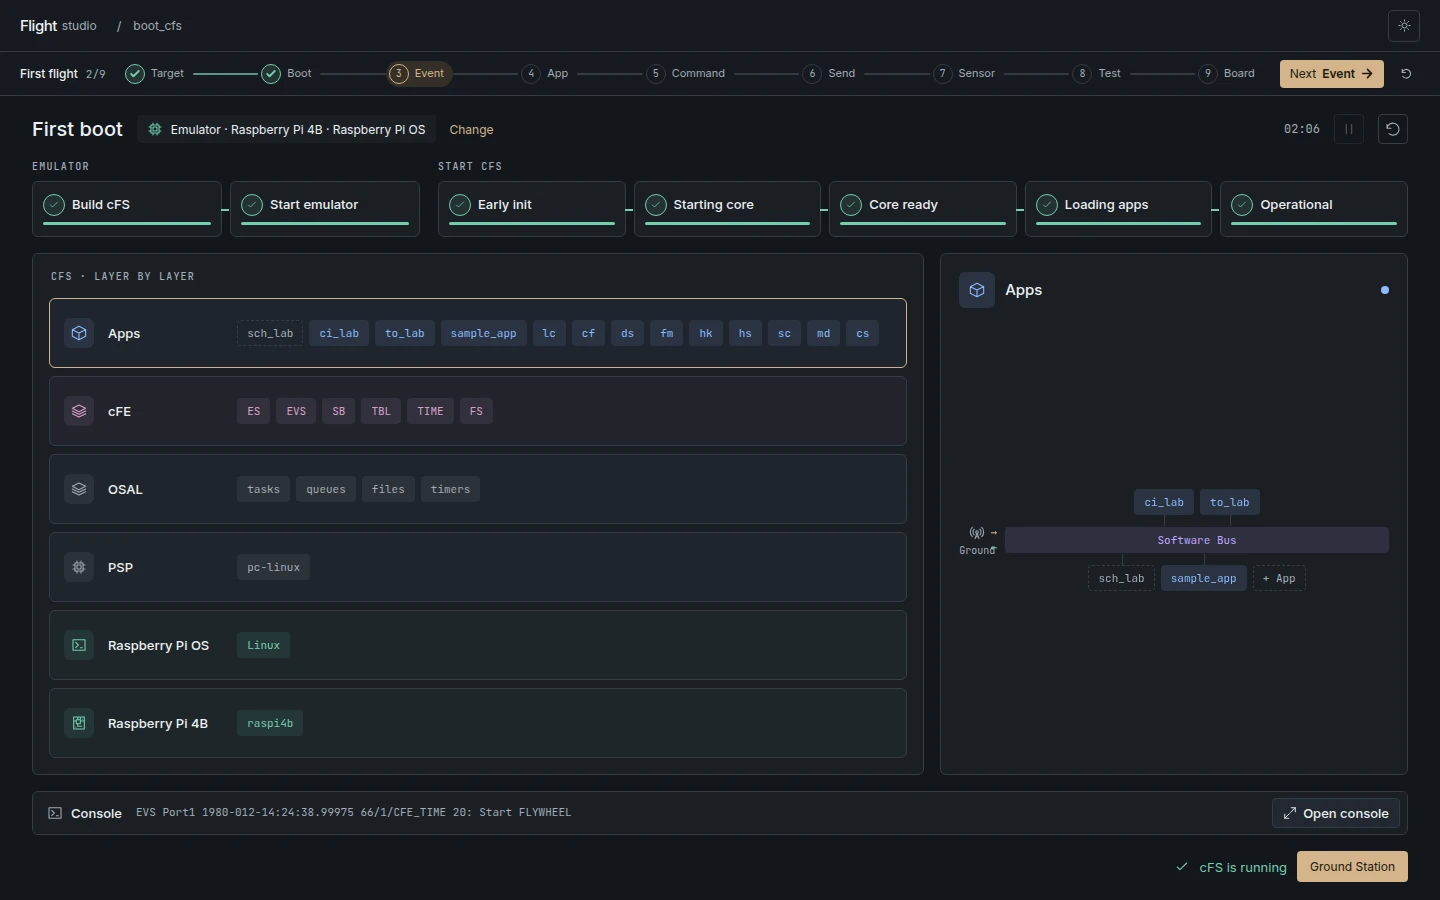 Flight studio / boot_cfs
First flight 2/9 Target Boot 3 Event 4 App 5 Command 6 Send 7 Sensor 8 Test 9 Board Next Event →
First boot Emulator · Raspberry Pi 4B · Raspberry Pi OS Change 02:06
EMULATOR START CFS
Build cFS Start emulator Early init Starting core Core ready Loading apps Operational
CFS · LAYER BY LAYER
Apps sch_lab ci_lab to_lab sample_app lc cf ds fm hk hs sc md cs
cFE ES EVS SB TBL TIME FS
OSAL tasks queues files timers
PSP pc-linux
Raspberry Pi OS Linux
Raspberry Pi 4B raspi4b
Apps
ci_lab to_lab
→ Software Bus
Ground
sch_lab sample_app + App
Console EVS Port1 1980-012-14:24:38.99975 66/1/CFE_TIME 20: Start FLYWHEEL Open console
cFS is running Ground Station